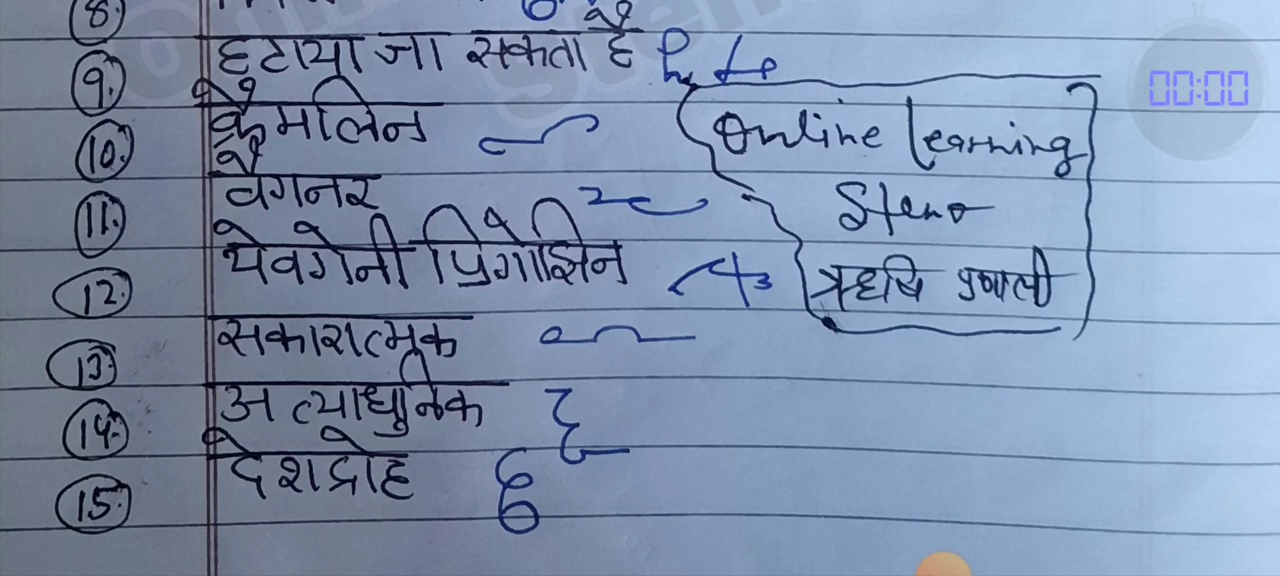 8.
9. हटाया जा सकता है
10. क्रेमलिन
11. वैगनर
12. येवगेनी प्रिगोझिन
13. सकारात्मक
14. अत्याधुनिक
15. देशद्रोह
Online Learning
Steno
ऋषि प्रणाली
00:00